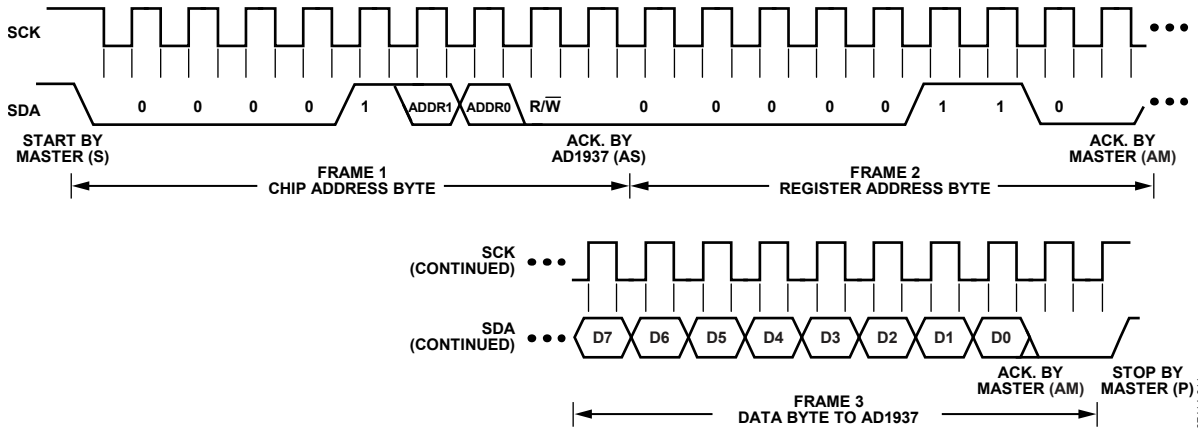 SCK
SDA
0 0 0 0 1 ADDR1 ADDR0 R/W̅ 0 0 0 0 0 1 1 0
START BY
MASTER (S)
ACK. BY
AD1937 (AS)
ACK. BY
MASTER (AM)
FRAME 1
CHIP ADDRESS BYTE
FRAME 2
REGISTER ADDRESS BYTE
SCK
(CONTINUED)
SDA
(CONTINUED)
D7 D6 D5 D4 D3 D2 D1 D0
ACK. BY
MASTER (AM)
STOP BY
MASTER (P)
FRAME 3
DATA BYTE TO AD1937